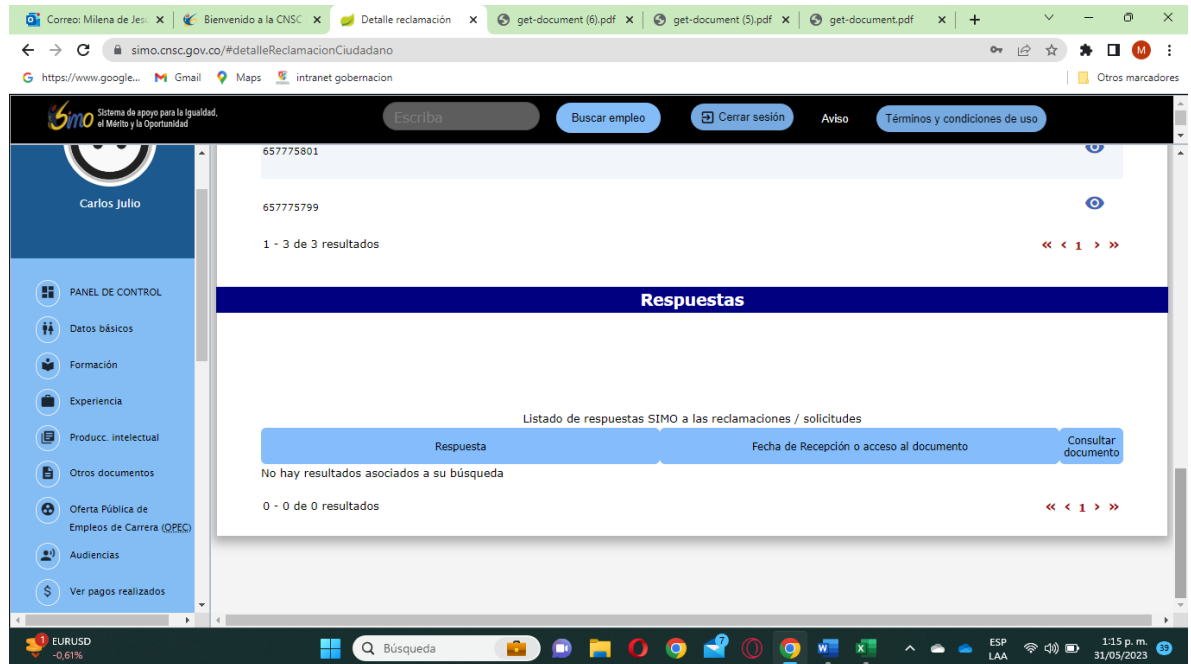 Correo: Milena de Jesú
Bienvenido a la CNSC
Detalle reclamación
get-document (6).pdf
get-document (5).pdf
get-document.pdf
simo.cnsc.gov.co/#detalleReclamacionCiudadano
M
https://www.google...
Gmail
Maps
intranet gobernacion
Otros marcadores
Simo
Sistema de apoyo para la Igualdad,
el Mérito y la Oportunidad
Escriba
Buscar empleo
Cerrar sesión
Aviso
Términos y condiciones de uso
Carlos Julio
PANEL DE CONTROL
Datos básicos
Formación
Experiencia
Producc. intelectual
Otros documentos
Oferta Pública de
Empleos de Carrera (OPEC)
Audiencias
Ver pagos realizados
657775801
657775799
1 - 3 de 3 resultados
« ‹ 1 › »
Respuestas
Listado de respuestas SIMO a las reclamaciones / solicitudes
Respuesta
Fecha de Recepción o acceso al documento
Consultar
documento
No hay resultados asociados a su búsqueda
0 - 0 de 0 resultados
« ‹ 1 › »
1
EURUSD
-0,61%
Búsqueda
7
ESP
LAA
1:15 p. m.
31/05/2023
39